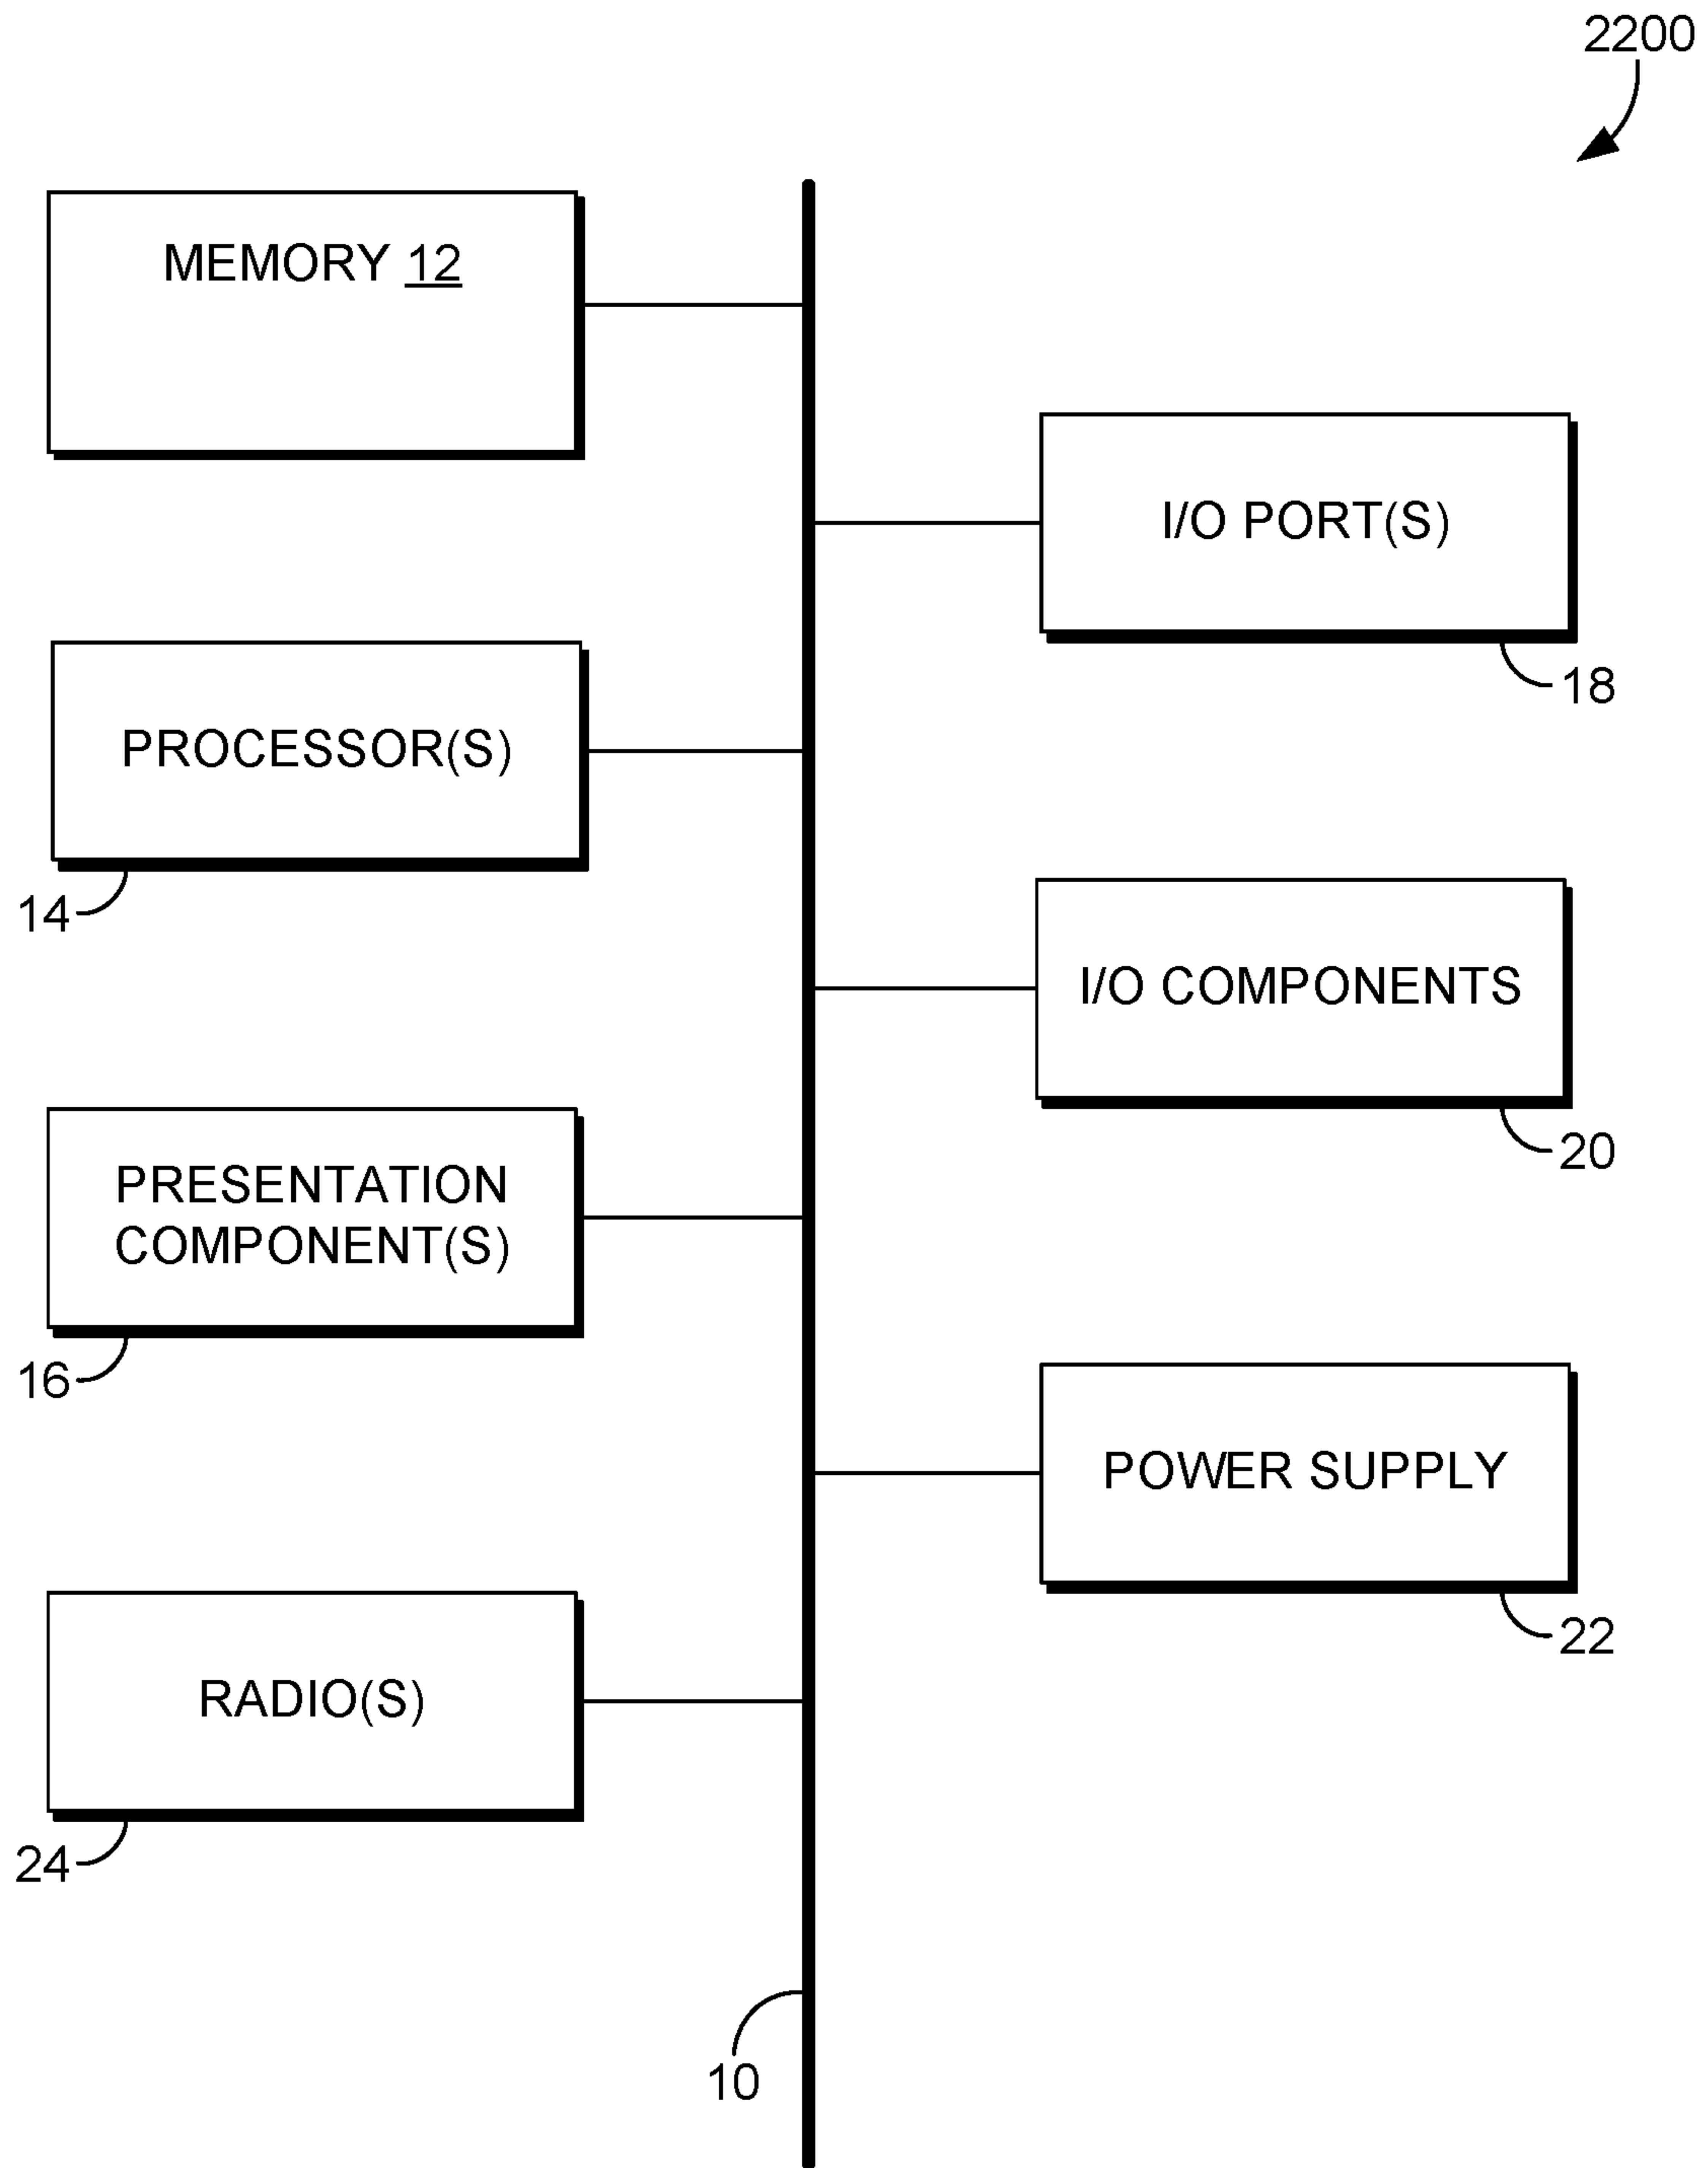 2200
MEMORY 12
I/O PORT(S)
18
PROCESSOR(S)
14
I/O COMPONENTS
20
PRESENTATION
COMPONENT(S)
16
POWER SUPPLY
22
RADIO(S)
24
10